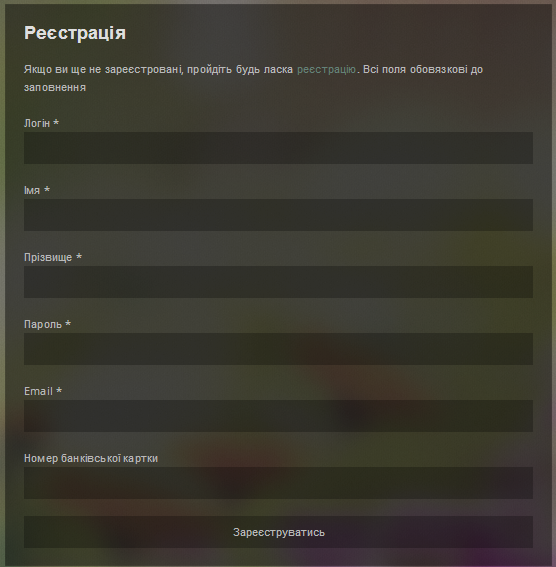 Реєстрація
Якщо ви ще не зареєстровані, пройдіть будь ласка реєстрацію. Всі поля обовязкові до
заповнення
Логін *
Імя *
Прізвище *
Пароль *
Email *
Номер банківської картки
Зареєструватись